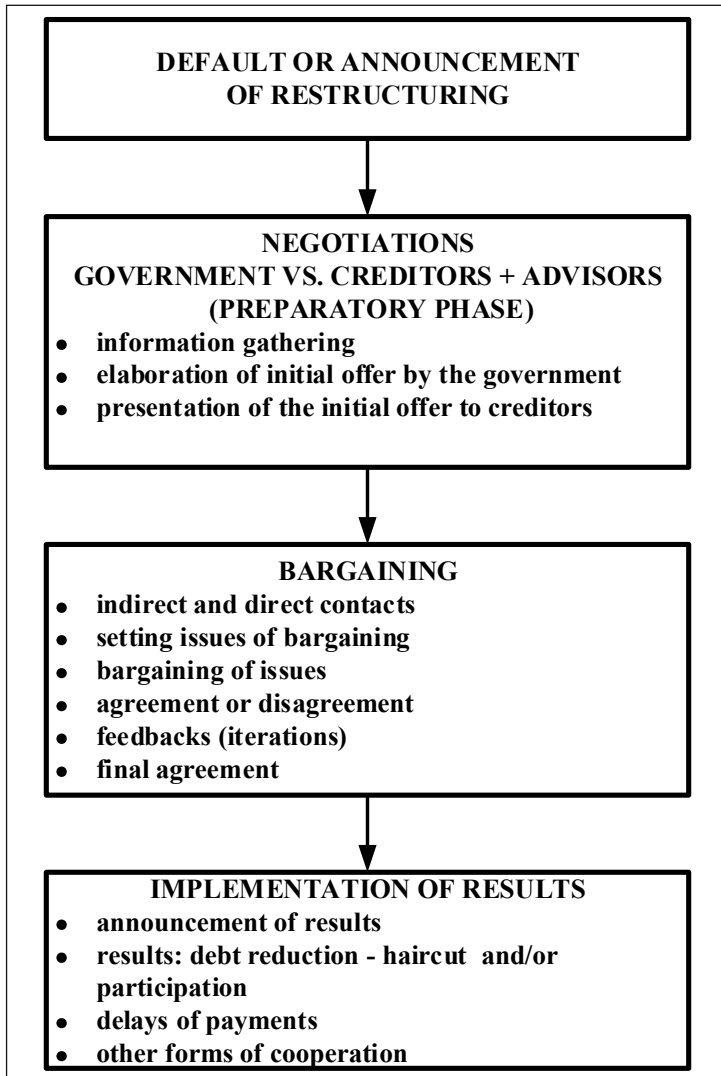 DEFAULT OR ANNOUNCEMENT
OF RESTRUCTURING
NEGOTIATIONS
GOVERNMENT VS. CREDITORS + ADVISORS
(PREPARATORY PHASE)
• information gathering
• elaboration of initial offer by the government
• presentation of the initial offer to creditors
BARGAINING
• indirect and direct contacts
• setting issues of bargaining
• bargaining of issues
• agreement or disagreement
• feedbacks (iterations)
• final agreement
IMPLEMENTATION OF RESULTS
• announcement of results
• results: debt reduction - haircut and/or
participation
• delays of payments
• other forms of cooperation